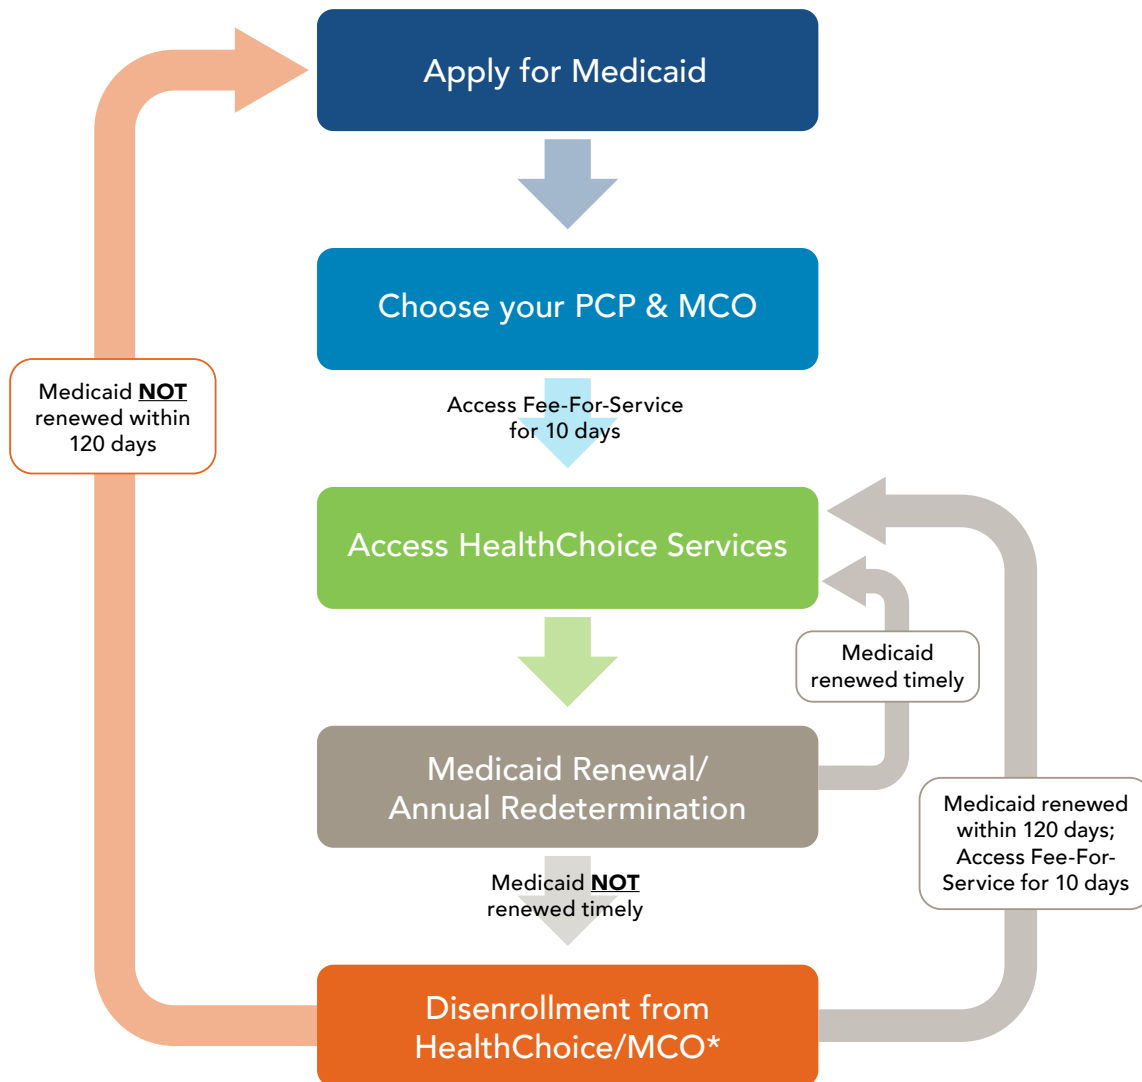 Apply for Medicaid
Choose your PCP & MCO
Medicaid NOT
renewed within
120 days
Access Fee-For-Service
for 10 days
Access HealthChoice Services
Medicaid
renewed timely
Medicaid Renewal/
Annual Redetermination
Medicaid renewed
within 120 days;
Access Fee-For-
Service for 10 days
Medicaid NOT
renewed timely
Disenrollment from
HealthChoice/MCO*